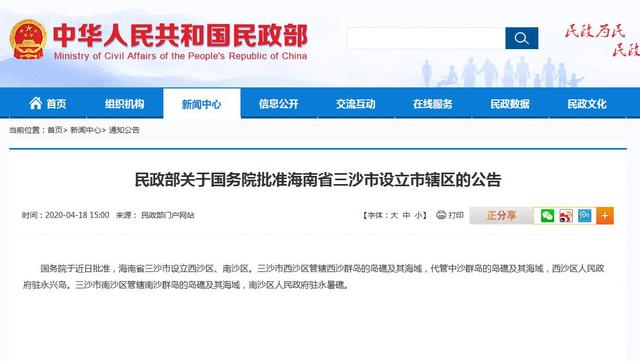 中华人民共和国民政部
Ministry of Civil Affairs of the People's Republic of China
民政为民
民政
首页 组织机构 新闻中心 信息公开 交流互动 在线服务 民政数据 民政文化
当前位置：首页> 新闻中心> 通知公告
民政部关于国务院批准海南省三沙市设立市辖区的公告
时间：2020-04-18 15:00 来源： 民政部门户网站 【字体：大 中 小】 打印 正分享
国务院于近日批准，海南省三沙市设立西沙区、南沙区。三沙市西沙区管辖西沙群岛的岛礁及其海域，代管中沙群岛的岛礁及其海域，西沙区人民政
府驻永兴岛。三沙市南沙区管辖南沙群岛的岛礁及其海域，南沙区人民政府驻永暑礁。